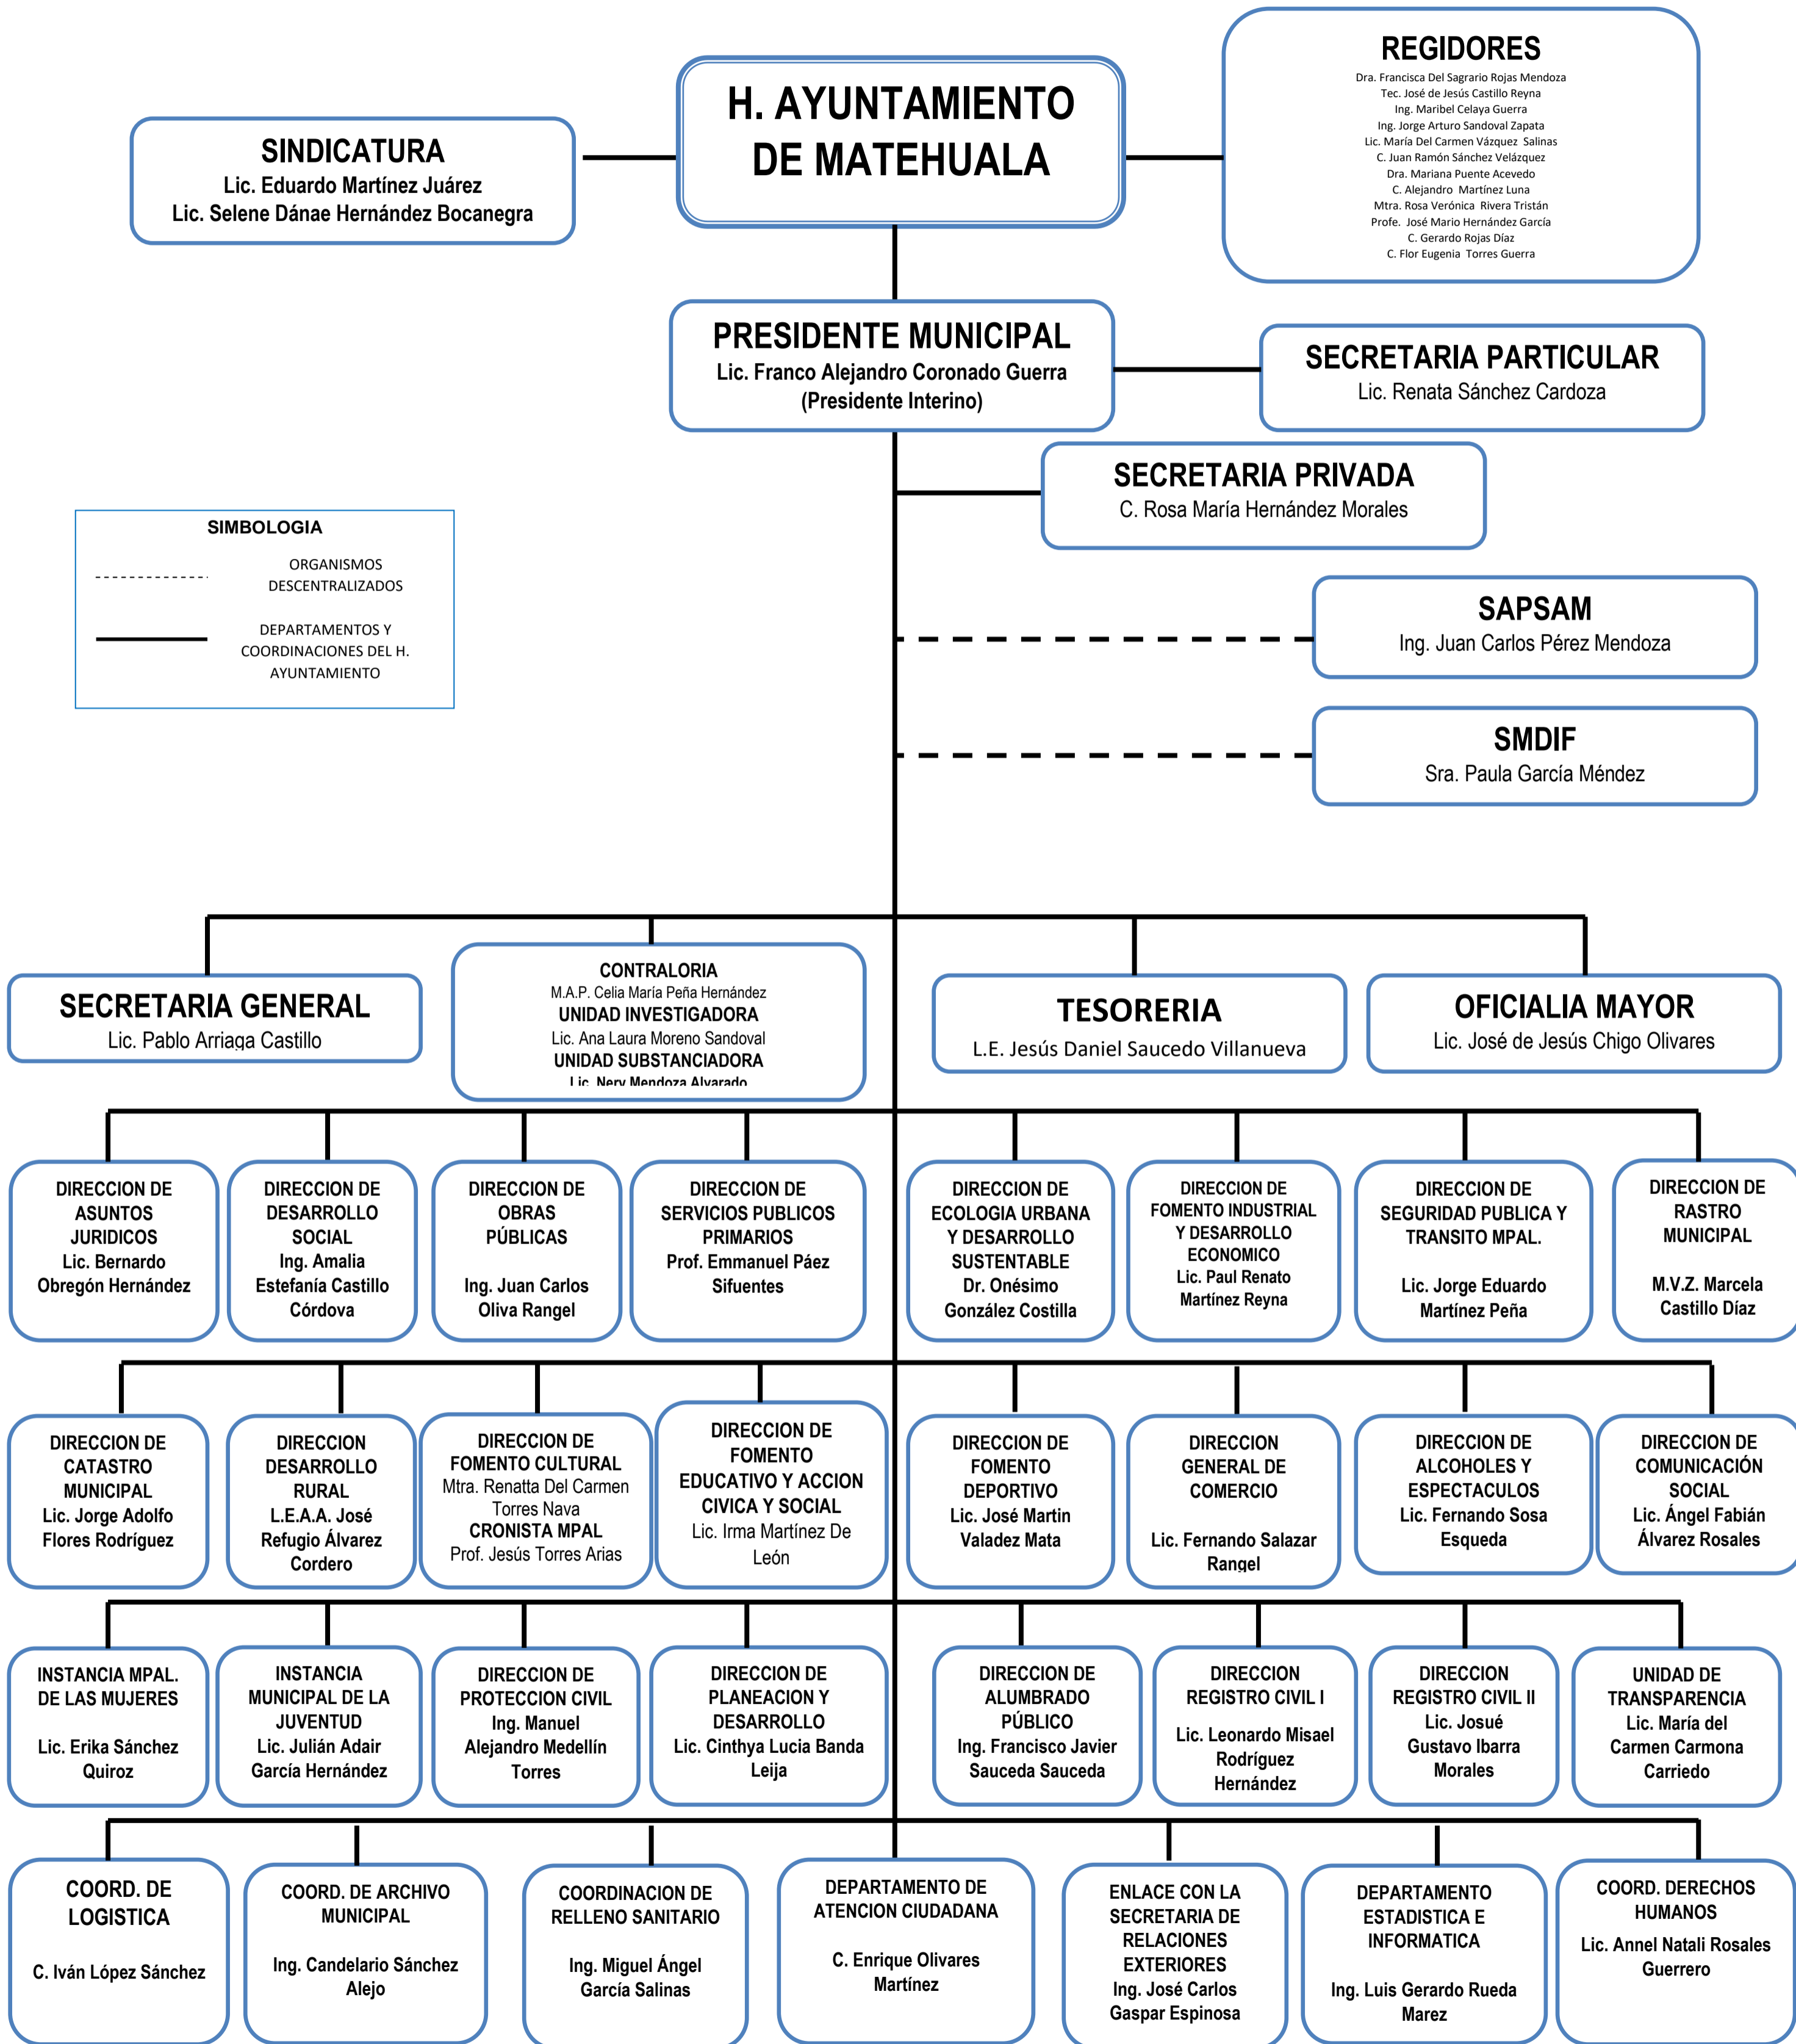 H. AYUNTAMIENTO
DE MATEHUALA
REGIDORES
Dra. Francisca Del Sagrario Rojas Mendoza
Tec. José de Jesús Castillo Reyna
Ing. Maribel Celaya Guerra
Ing. Jorge Arturo Sandoval Zapata
Lic. María Del Carmen Vázquez Salinas
C. Juan Ramón Sánchez Velázquez
Dra. Mariana Puente Acevedo
C. Alejandro Martínez Luna
Mtra. Rosa Verónica Rivera Tristán
Profe. José Mario Hernández García
C. Gerardo Rojas Díaz
C. Flor Eugenia Torres Guerra
SINDICATURA
Lic. Eduardo Martínez Juárez
Lic. Selene Dánae Hernández Bocanegra
PRESIDENTE MUNICIPAL
Lic. Franco Alejandro Coronado Guerra
(Presidente Interino)
SECRETARIA PARTICULAR
Lic. Renata Sánchez Cardoza
SECRETARIA PRIVADA
C. Rosa María Hernández Morales
SIMBOLOGIA
ORGANISMOS
DESCENTRALIZADOS
DEPARTAMENTOS Y
COORDINACIONES DEL H.
AYUNTAMIENTO
SAPSAM
Ing. Juan Carlos Pérez Mendoza
SMDIF
Sra. Paula García Méndez
SECRETARIA GENERAL
Lic. Pablo Arriaga Castillo
CONTRALORIA
M.A.P. Celia María Peña Hernández
UNIDAD INVESTIGADORA
Lic. Ana Laura Moreno Sandoval
UNIDAD SUBSTANCIADORA
Lic. Nery Mendoza Alvarado
TESORERIA
L.E. Jesús Daniel Saucedo Villanueva
OFICIALIA MAYOR
Lic. José de Jesús Chigo Olivares
DIRECCION DE
ASUNTOS
JURIDICOS
Lic. Bernardo
Obregón Hernández
DIRECCION DE
DESARROLLO
SOCIAL
Ing. Amalia
Estefanía Castillo
Córdova
DIRECCION DE
OBRAS
PÚBLICAS
Ing. Juan Carlos
Oliva Rangel
DIRECCION DE
SERVICIOS PUBLICOS
PRIMARIOS
Prof. Emmanuel Páez
Sifuentes
DIRECCION DE
ECOLOGIA URBANA
Y DESARROLLO
SUSTENTABLE
Dr. Onésimo
González Costilla
DIRECCION DE
FOMENTO INDUSTRIAL
Y DESARROLLO
ECONOMICO
Lic. Paul Renato
Martínez Reyna
DIRECCION DE
SEGURIDAD PUBLICA Y
TRANSITO MPAL.
Lic. Jorge Eduardo
Martínez Peña
DIRECCION DE
RASTRO
MUNICIPAL
M.V.Z. Marcela
Castillo Díaz
DIRECCION DE
CATASTRO
MUNICIPAL
Lic. Jorge Adolfo
Flores Rodríguez
DIRECCION
DESARROLLO
RURAL
L.E.A.A. José
Refugio Álvarez
Cordero
DIRECCION DE
FOMENTO CULTURAL
Mtra. Renatta Del Carmen
Torres Nava
CRONISTA MPAL
Prof. Jesús Torres Arias
DIRECCION DE
FOMENTO
EDUCATIVO Y ACCION
CIVICA Y SOCIAL
Lic. Irma Martínez De
León
DIRECCION DE
FOMENTO
DEPORTIVO
Lic. José Martin
Valadez Mata
DIRECCION
GENERAL DE
COMERCIO
Lic. Fernando Salazar
Rangel
DIRECCION DE
ALCOHOLES Y
ESPECTACULOS
Lic. Fernando Sosa
Esqueda
DIRECCION DE
COMUNICACIÓN
SOCIAL
Lic. Ángel Fabián
Álvarez Rosales
INSTANCIA MPAL.
DE LAS MUJERES
Lic. Erika Sánchez
Quiroz
INSTANCIA
MUNICIPAL DE LA
JUVENTUD
Lic. Julián Adair
García Hernández
DIRECCION DE
PROTECCION CIVIL
Ing. Manuel
Alejandro Medellín
Torres
DIRECCION DE
PLANEACION Y
DESARROLLO
Lic. Cinthya Lucia Banda
Leija
DIRECCION DE
ALUMBRADO
PÚBLICO
Ing. Francisco Javier
Sauceda Sauceda
DIRECCION
REGISTRO CIVIL I
Lic. Leonardo Misael
Rodríguez
Hernández
DIRECCION
REGISTRO CIVIL II
Lic. Josué
Gustavo Ibarra
Morales
UNIDAD DE
TRANSPARENCIA
Lic. María del
Carmen Carmona
Carriedo
COORD. DE
LOGISTICA
C. Iván López Sánchez
COORD. DE ARCHIVO
MUNICIPAL
Ing. Candelario Sánchez
Alejo
COORDINACION DE
RELLENO SANITARIO
Ing. Miguel Ángel
García Salinas
DEPARTAMENTO DE
ATENCION CIUDADANA
C. Enrique Olivares
Martínez
ENLACE CON LA
SECRETARIA DE
RELACIONES
EXTERIORES
Ing. José Carlos
Gaspar Espinosa
DEPARTAMENTO
ESTADISTICA E
INFORMATICA
Ing. Luis Gerardo Rueda
Marez
COORD. DERECHOS
HUMANOS
Lic. Annel Natali Rosales
Guerrero